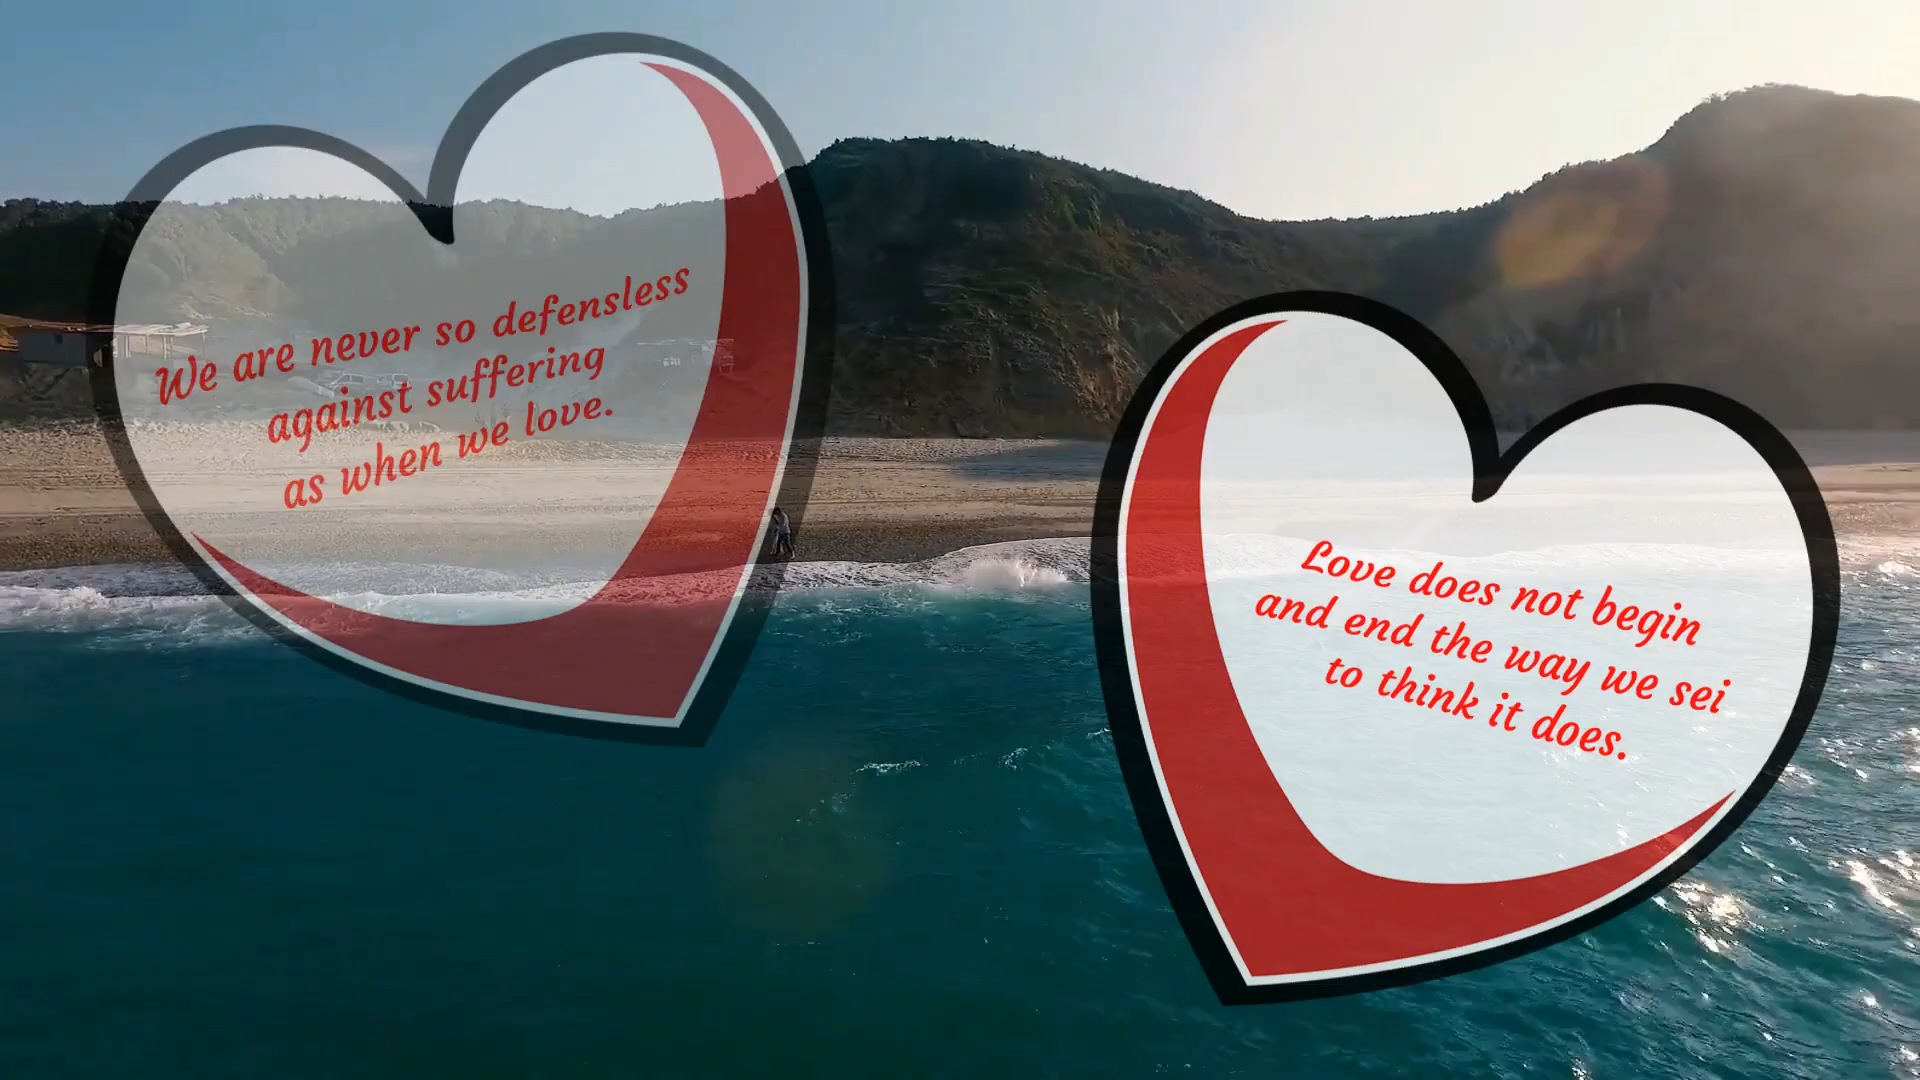 We are never so defensless
against suffering
as when we love.
Love does not begin
and end the way we sei
to think it does.